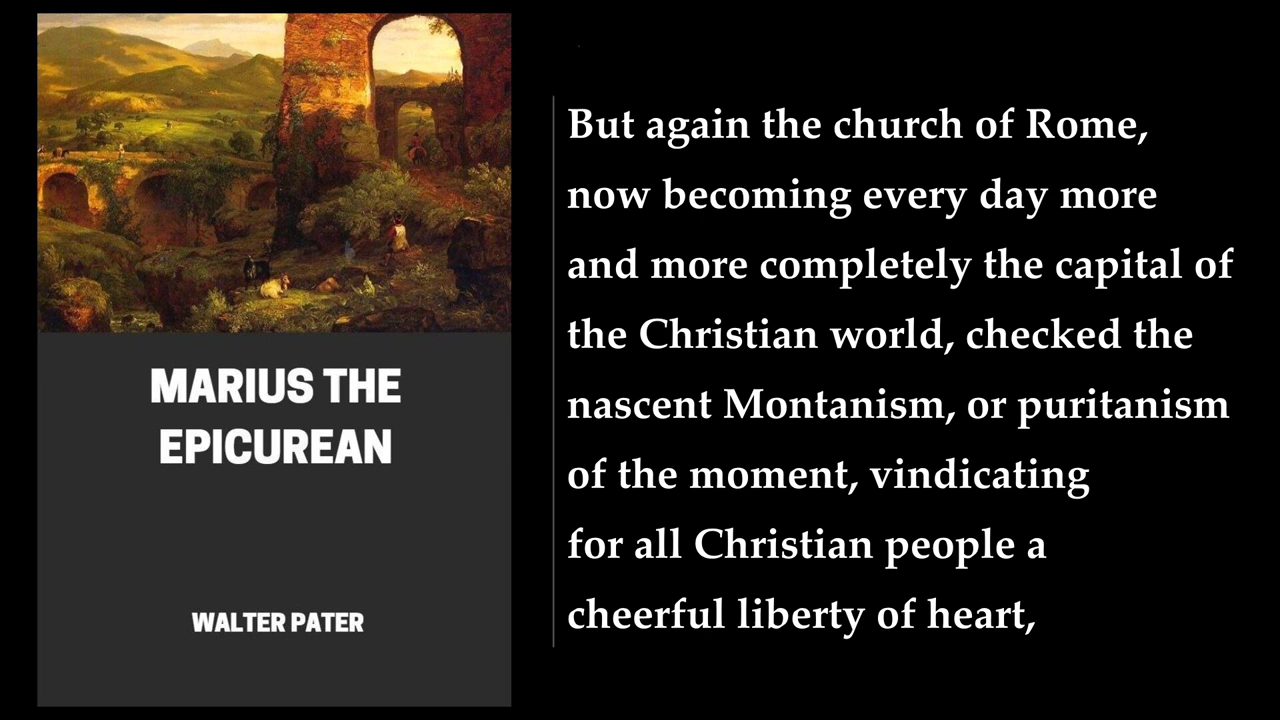 MARIUS THE
EPICUREAN
WALTER PATER
But again the church of Rome,
now becoming every day more
and more completely the capital of
the Christian world, checked the
nascent Montanism, or puritanism
of the moment, vindicating
for all Christian people a
cheerful liberty of heart,